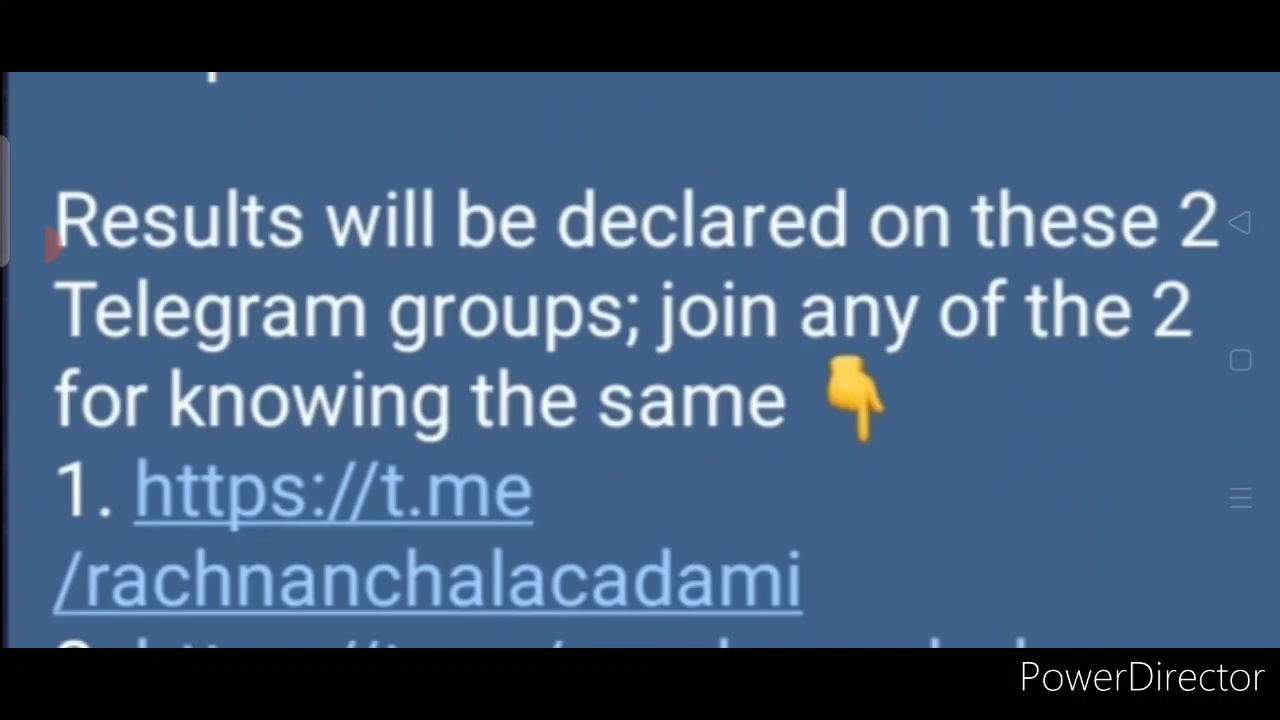 Results will be declared on these 2
Telegram groups; join any of the 2
for knowing the same 👇
1. https://t.me
/rachnanchalacadami
PowerDirector